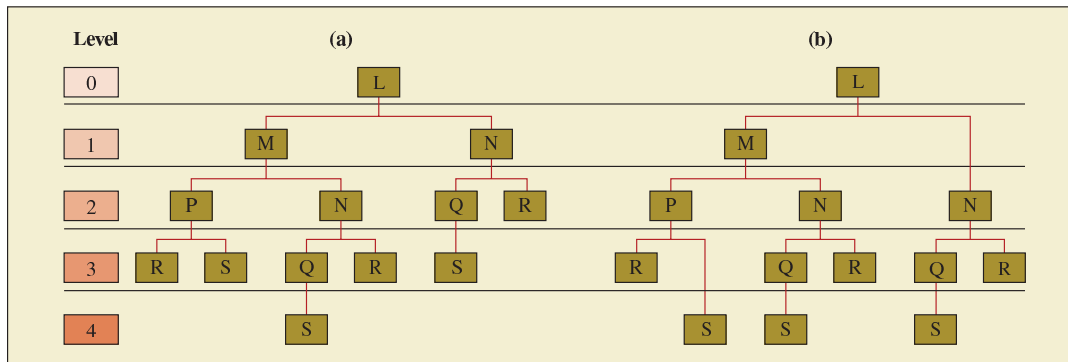 Level (a) (b)
0 L L
1 M N M
2 P N Q R P N N
3 R S Q R S R Q R Q R
4 S S S S